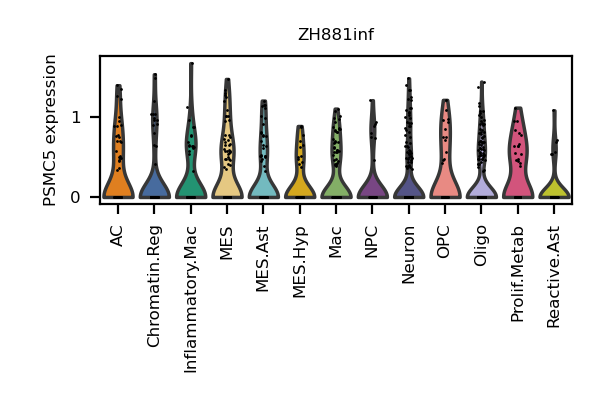 ZH881inf
PSMC5 expression
1
0
AC
Chromatin.Reg
Inflammatory.Mac
MES
MES.Ast
MES.Hyp
Mac
NPC
Neuron
OPC
Oligo
Prolif.Metab
Reactive.Ast